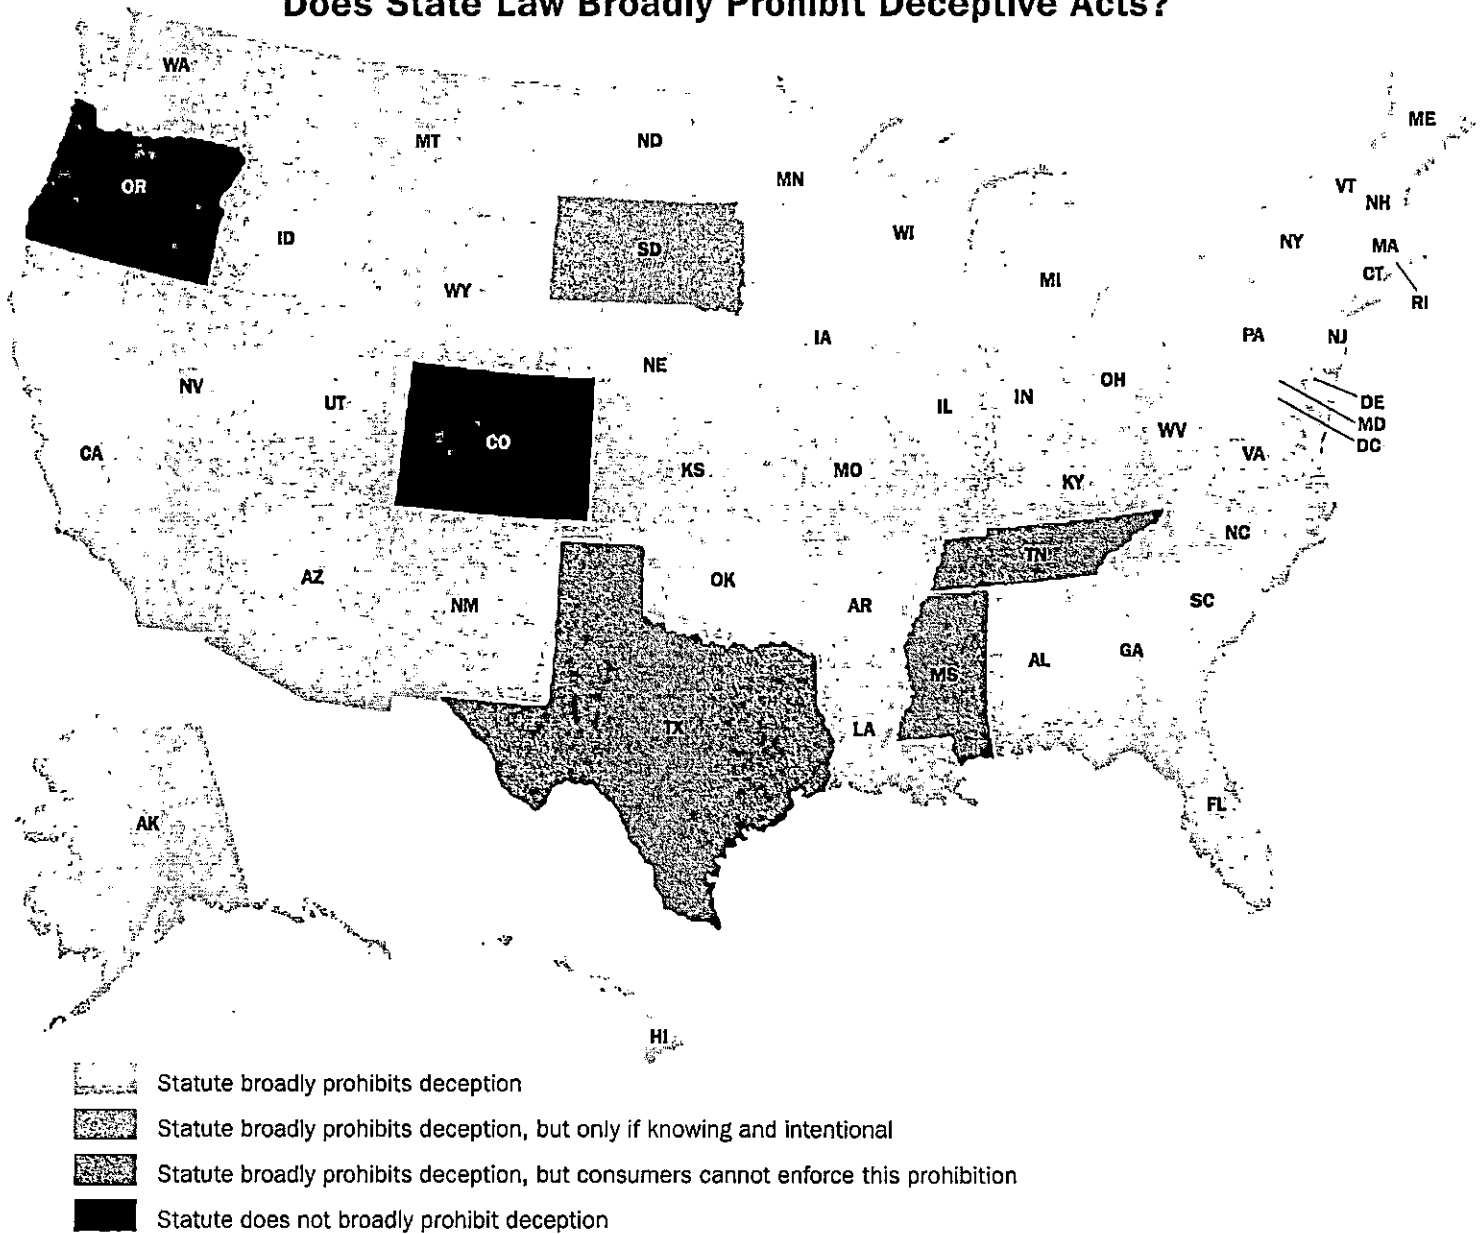 Does State Law Broadly Prohibit Deceptive Acts?
WA
ME
MT
ND
OR
MN
VT
NH
ID
SD
WI
NY
MA
CT
WY
MI
RI
IA
PA
NJ
NE
NV
UT
OH
IN
IL
DE
MD
DC
CO
WV
CA
KS
MO
VA
KY
NC
TN
AZ
OK
NM
AR
SC
AL
GA
MS
TX
LA
FL
AK
HI
Statute broadly prohibits deception
Statute broadly prohibits deception, but only if knowing and intentional
Statute broadly prohibits deception, but consumers cannot enforce this prohibition
Statute does not broadly prohibit deception